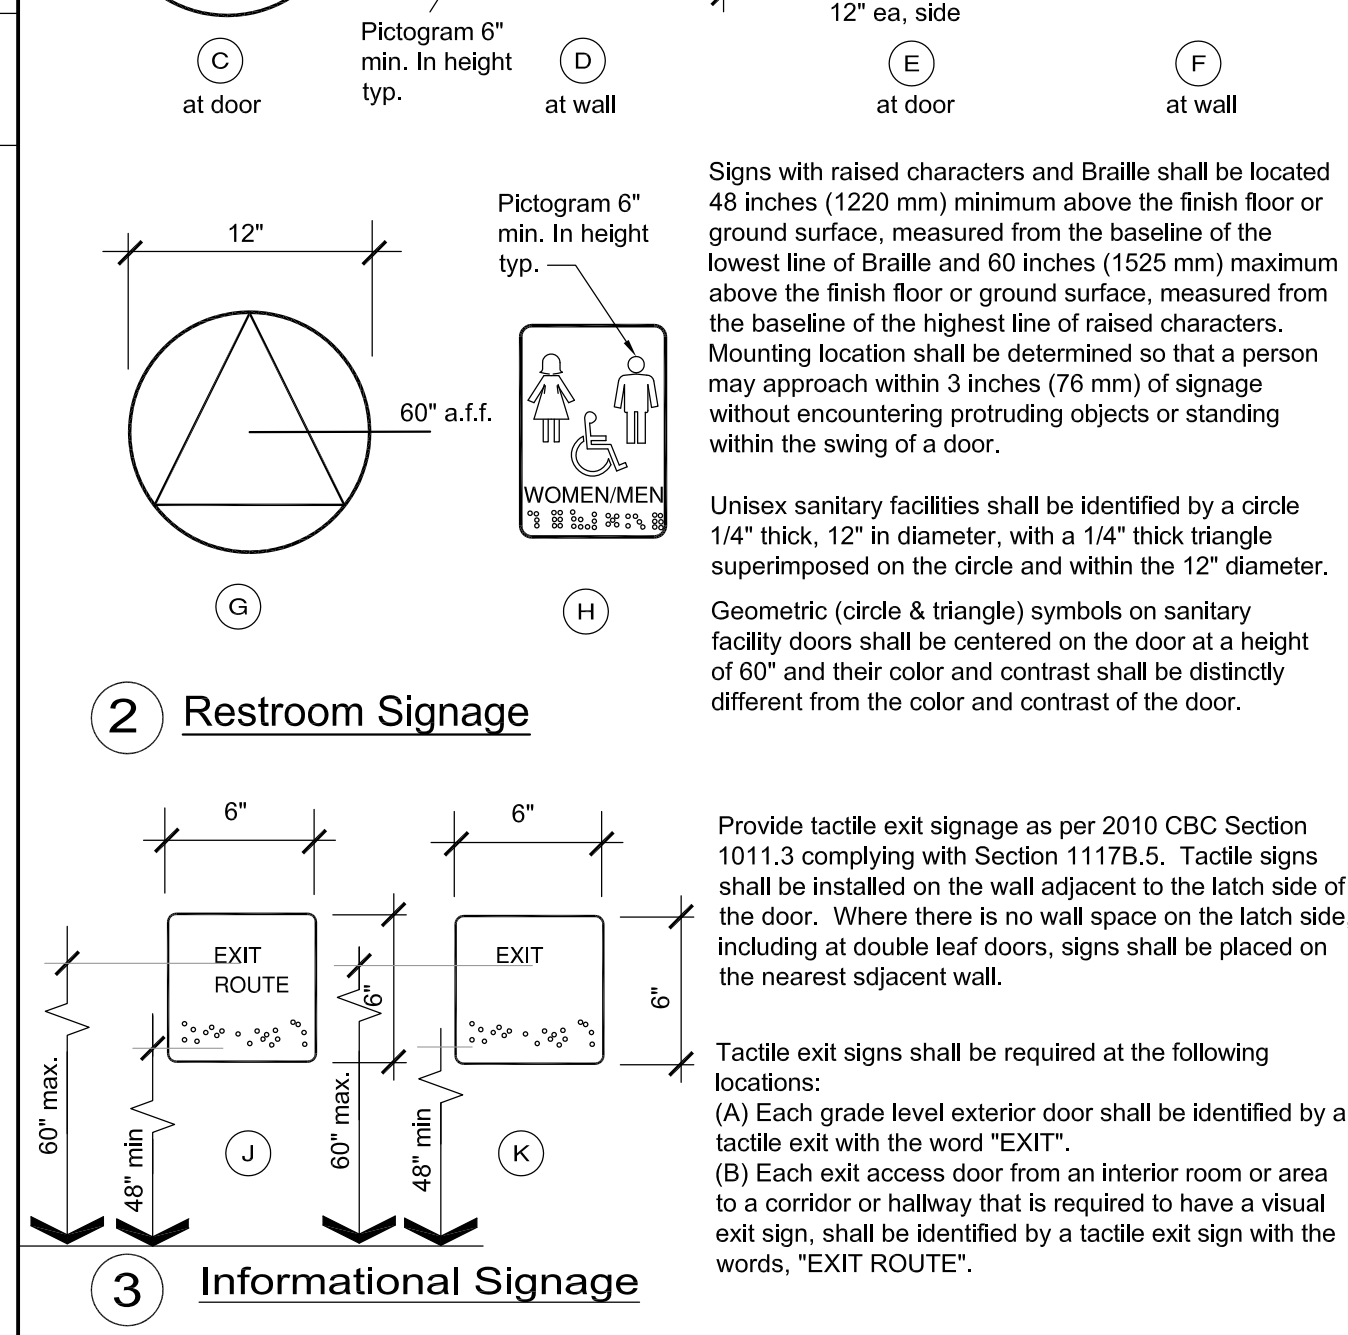 12" ea, side
Pictogram 6"
min. In height
typ.
C
at door
D
at wall
E
at door
F
at wall
12"
Pictogram 6"
min. In height
typ.
60" a.f.f.
WOMEN/MEN
G
H
2 Restroom Signage
Signs with raised characters and Braille shall be located
48 inches (1220 mm) minimum above the finish floor or
ground surface, measured from the baseline of the
lowest line of Braille and 60 inches (1525 mm) maximum
above the finish floor or ground surface, measured from
the baseline of the highest line of raised characters.
Mounting location shall be determined so that a person
may approach within 3 inches (76 mm) of signage
without encountering protruding objects or standing
within the swing of a door.
Unisex sanitary facilities shall be identified by a circle
1/4" thick, 12" in diameter, with a 1/4" thick triangle
superimposed on the circle and within the 12" diameter.
Geometric (circle & triangle) symbols on sanitary
facility doors shall be centered on the door at a height
of 60" and their color and contrast shall be distinctly
different from the color and contrast of the door.
6"
6"
EXIT
ROUTE
EXIT
6"
6"
60" max.
48" min
60" max.
48" min
J
K
3 Informational Signage
Provide tactile exit signage as per 2010 CBC Section
1011.3 complying with Section 1117B.5. Tactile signs
shall be installed on the wall adjacent to the latch side of
the door. Where there is no wall space on the latch side,
including at double leaf doors, signs shall be placed on
the nearest sdjacent wall.
Tactile exit signs shall be required at the following
locations:
(A) Each grade level exterior door shall be identified by a
tactile exit with the word "EXIT".
(B) Each exit access door from an interior room or area
to a corridor or hallway that is required to have a visual
exit sign, shall be identified by a tactile exit sign with the
words, "EXIT ROUTE".